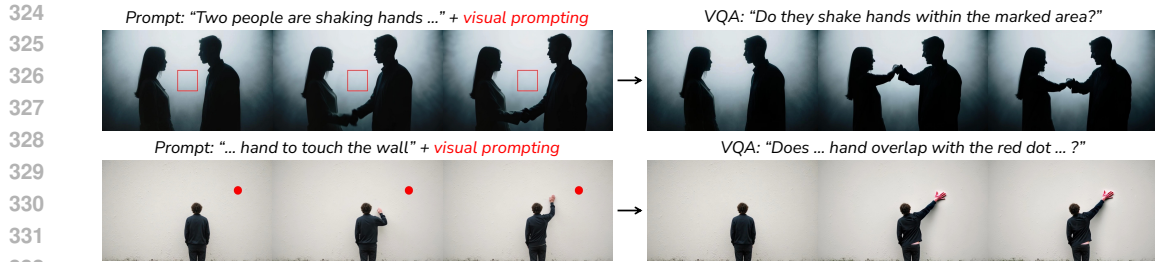 324
Prompt: “Two people are shaking hands ...” + visual prompting
VQA: “Do they shake hands within the marked area?”
325
326
327
328
Prompt: “... hand to touch the wall” + visual prompting
VQA: “Does ... hand overlap with the red dot ... ?”
329
330
331